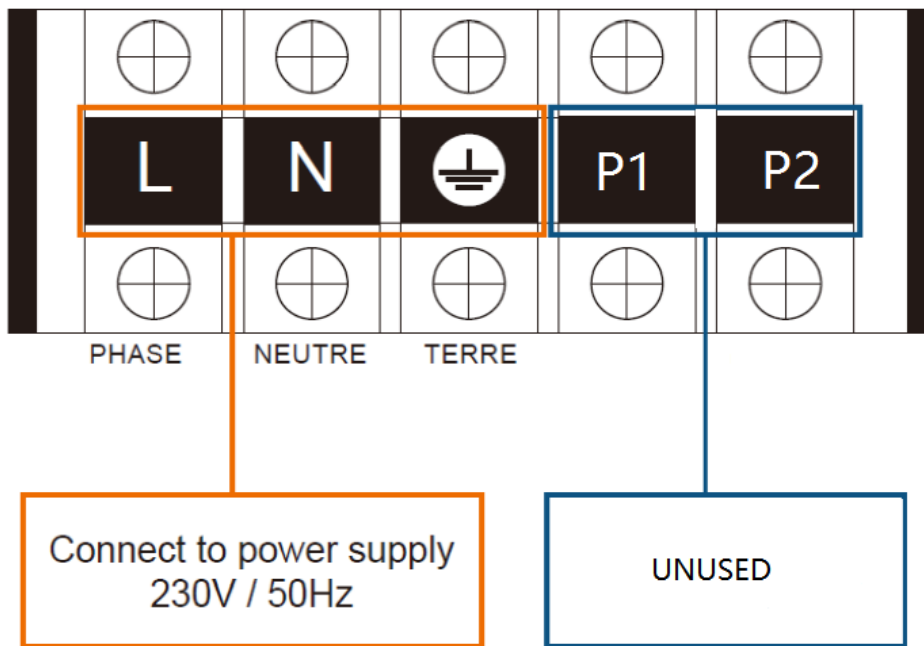 L N P1 P2
PHASE NEUTRE TERRE
Connect to power supply
230V / 50Hz
UNUSED